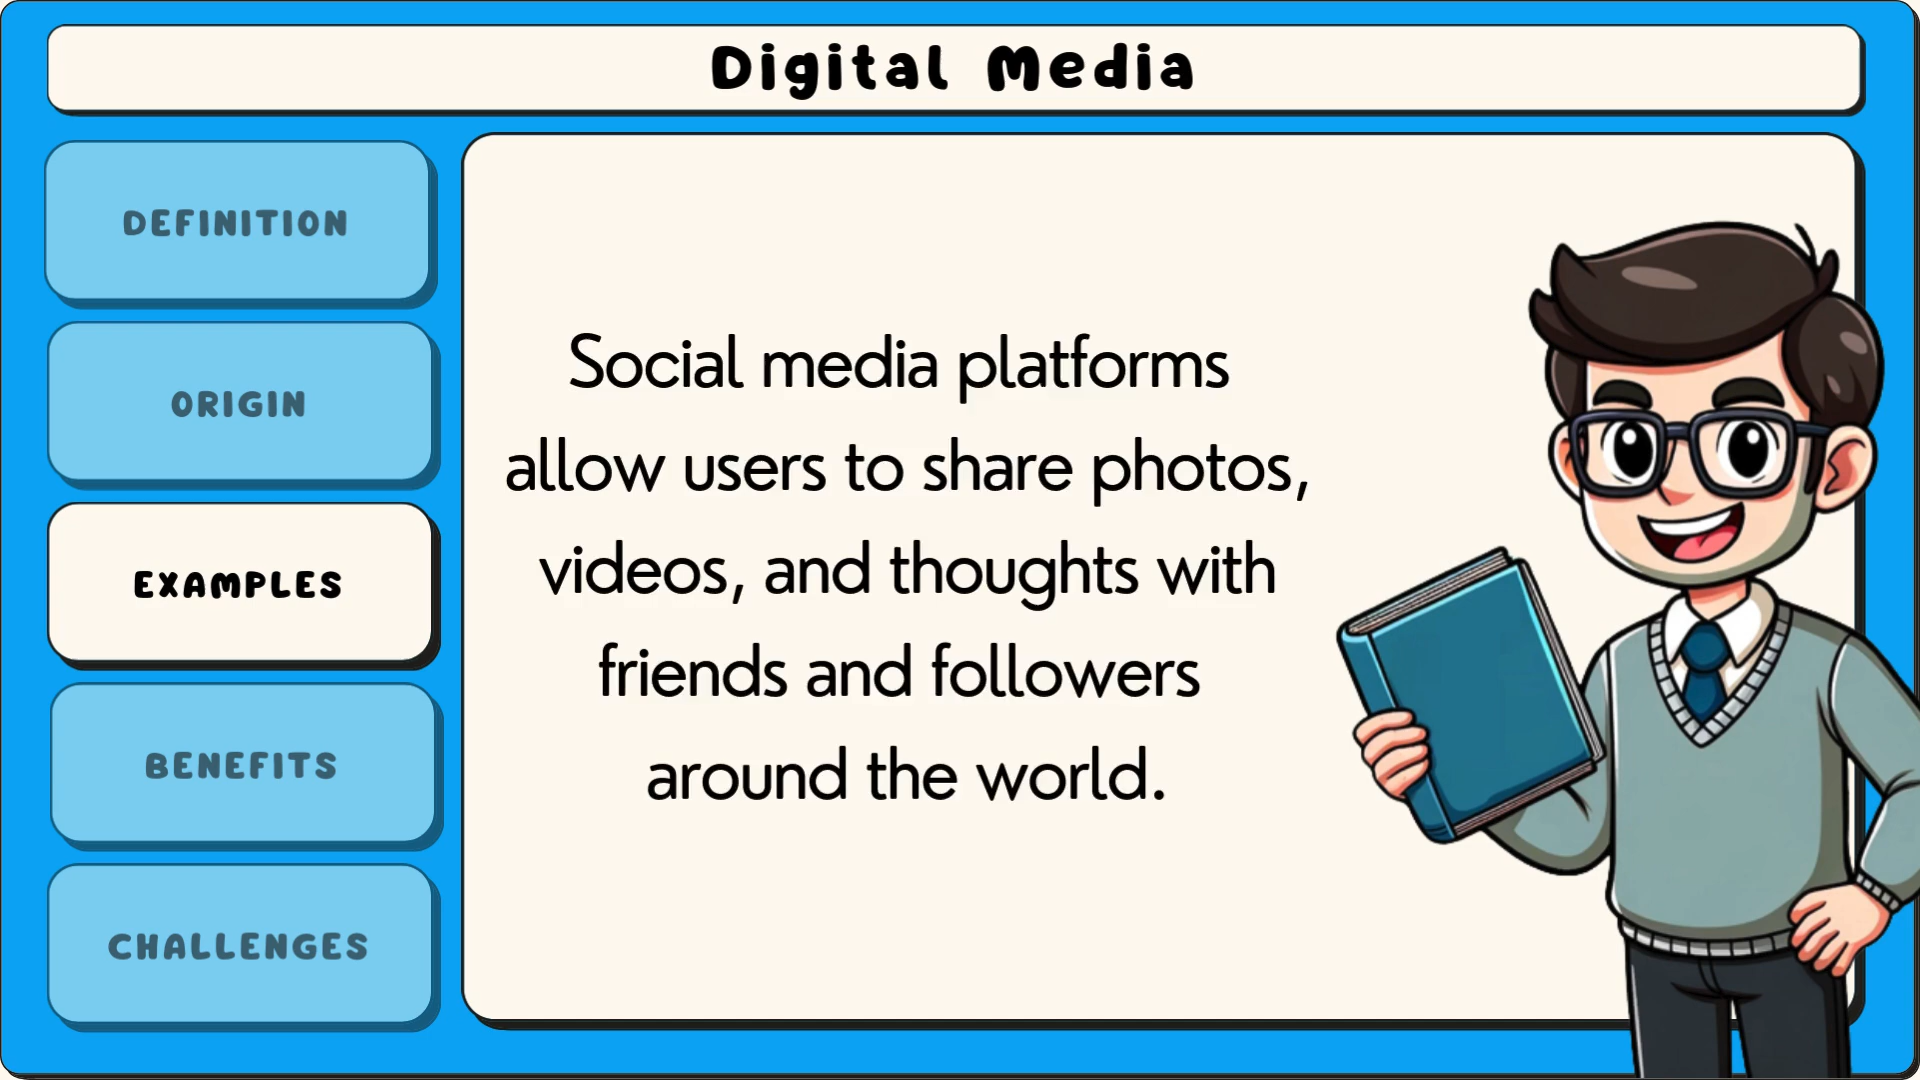 Digital Media
DEFINITION
ORIGIN
EXAMPLES
BENEFITS
CHALLENGES
Social media platforms
allow users to share photos,
videos, and thoughts with
friends and followers
around the world.